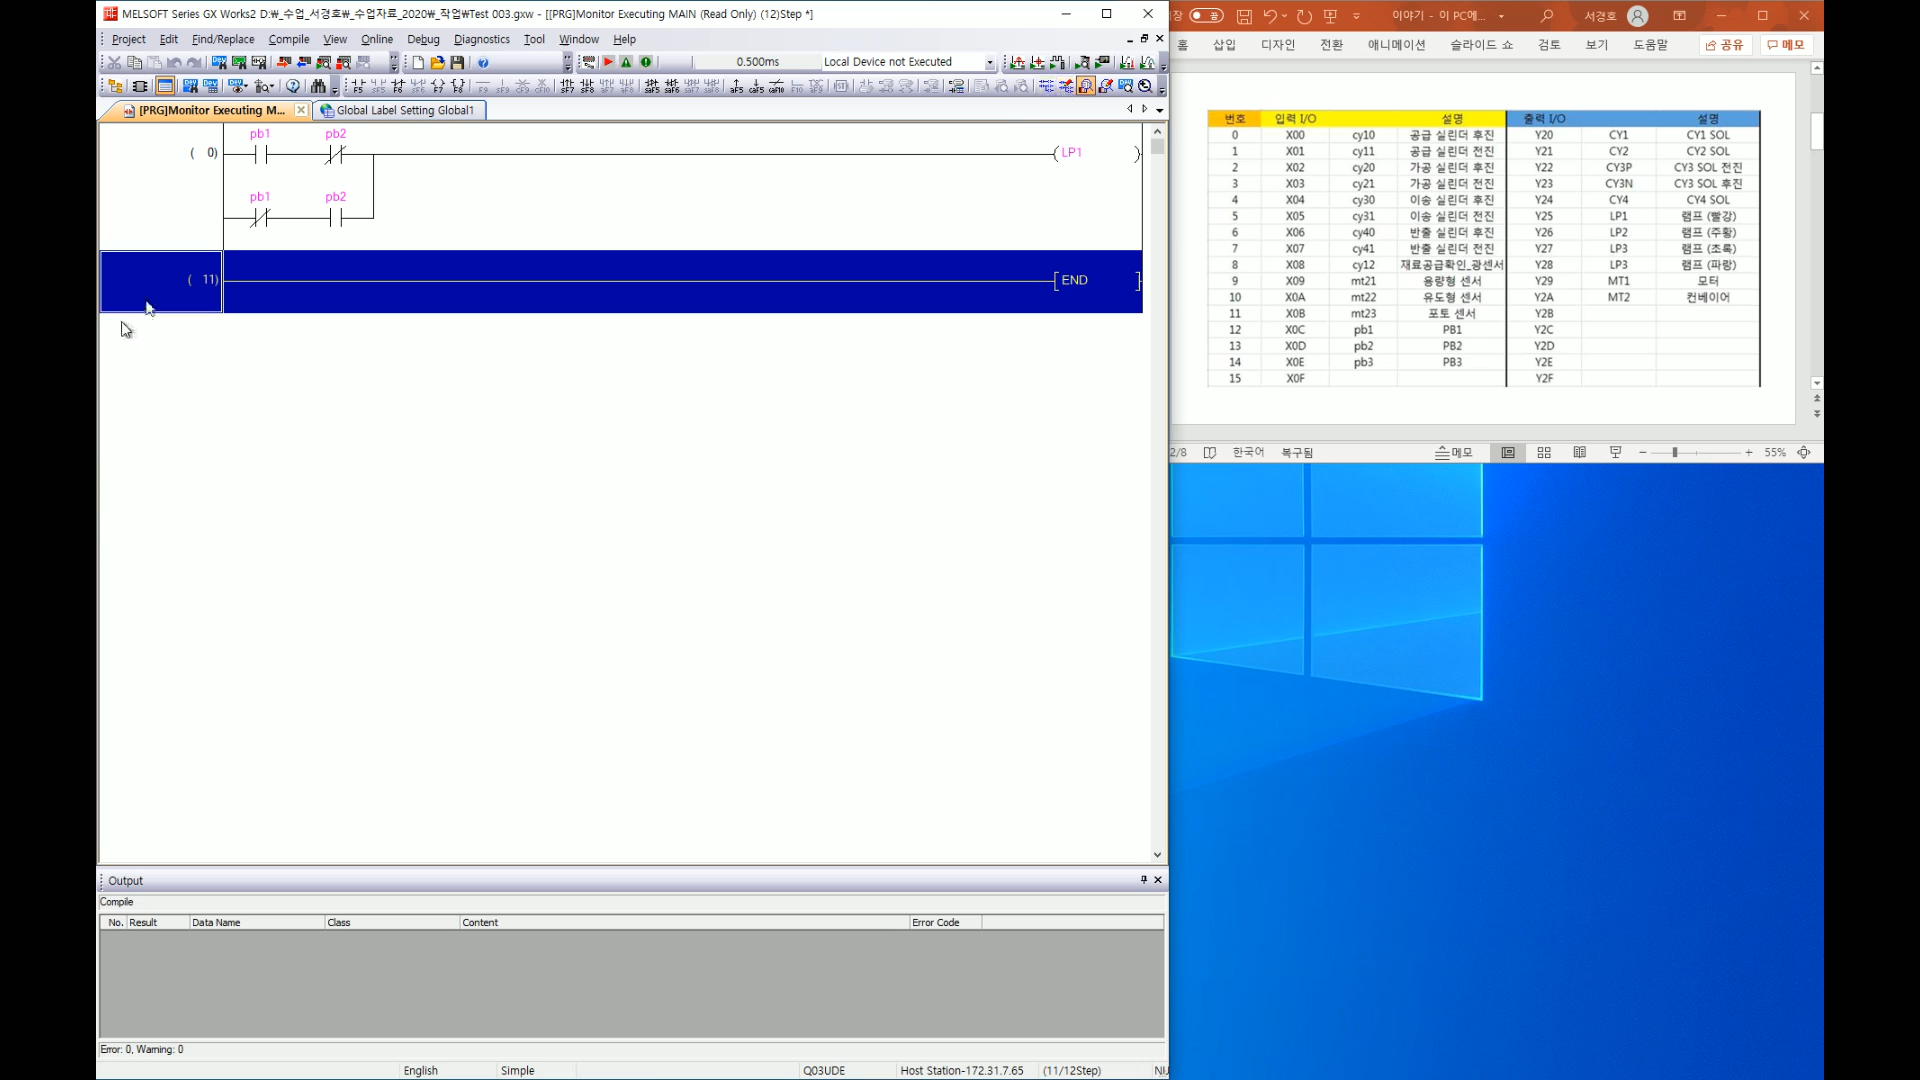 MELSOFT Series GX Works2 D:₩_수업_서경호₩_수업자료_2020₩_작업₩Test 003.gxw - [[PRG]Monitor Executing MAIN (Read Only) (12)Step *]
Project Edit Find/Replace Compile View Online Debug Diagnostics Tool Window Help
0.500ms Local Device not Executed
[PRG]Monitor Executing M... Global Label Setting Global1
pb1 pb2
( 0) LP1
pb1 pb2
( 11) END
Output
Compile
No. Result Data Name Class Content Error Code
Error: 0, Warning: 0
English Simple Q03UDE Host Station-172.31.7.65 (11/12Step)
이야기 - 이 PC에... 서경호
홈 삽입 디자인 전환 애니메이션 슬라이드 쇼 검토 보기 도움말 공유 메모
번호 입력 I/O 설명 출력 I/O 설명
0 X00 cy10 공급 실린더 후진 Y20 CY1 CY1 SOL
1 X01 cy11 공급 실린더 전진 Y21 CY2 CY2 SOL
2 X02 cy20 가공 실린더 후진 Y22 CY3P CY3 SOL 전진
3 X03 cy21 가공 실린더 전진 Y23 CY3N CY3 SOL 후진
4 X04 cy30 이송 실린더 후진 Y24 CY4 CY4 SOL
5 X05 cy31 이송 실린더 전진 Y25 LP1 램프 (빨강)
6 X06 cy40 반출 실린더 후진 Y26 LP2 램프 (주황)
7 X07 cy41 반출 실린더 전진 Y27 LP3 램프 (초록)
8 X08 cy12 재료공급확인_광센서 Y28 LP3 램프 (파랑)
9 X09 mt21 용량형 센서 Y29 MT1 모터
10 X0A mt22 유도형 센서 Y2A MT2 컨베이어
11 X0B mt23 포토 센서 Y2B
12 X0C pb1 PB1 Y2C
13 X0D pb2 PB2 Y2D
14 X0E pb3 PB3 Y2E
15 X0F Y2F
2/8 한국어 복구됨 메모 55%